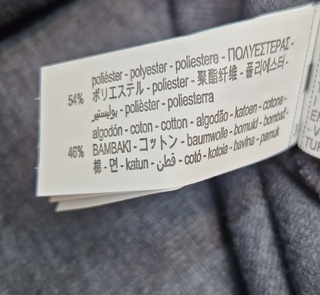 poliéster - polyester - poliestere - ΠΟΛΥΕΣΤΕΡΑΣ -
54% ポリエステル - poliester - 聚酯纤维 - 폴리에스터 -
بوليستير - polièster - poliesterra
algodón - coton - cotton - algodão - katoen - cotone -
46% BAMBAKI - コットン - baumwolle - bomuld - bombaž -
棉 - 면 - katun - قطن - cotó - kotoia - bavlna - pamuk